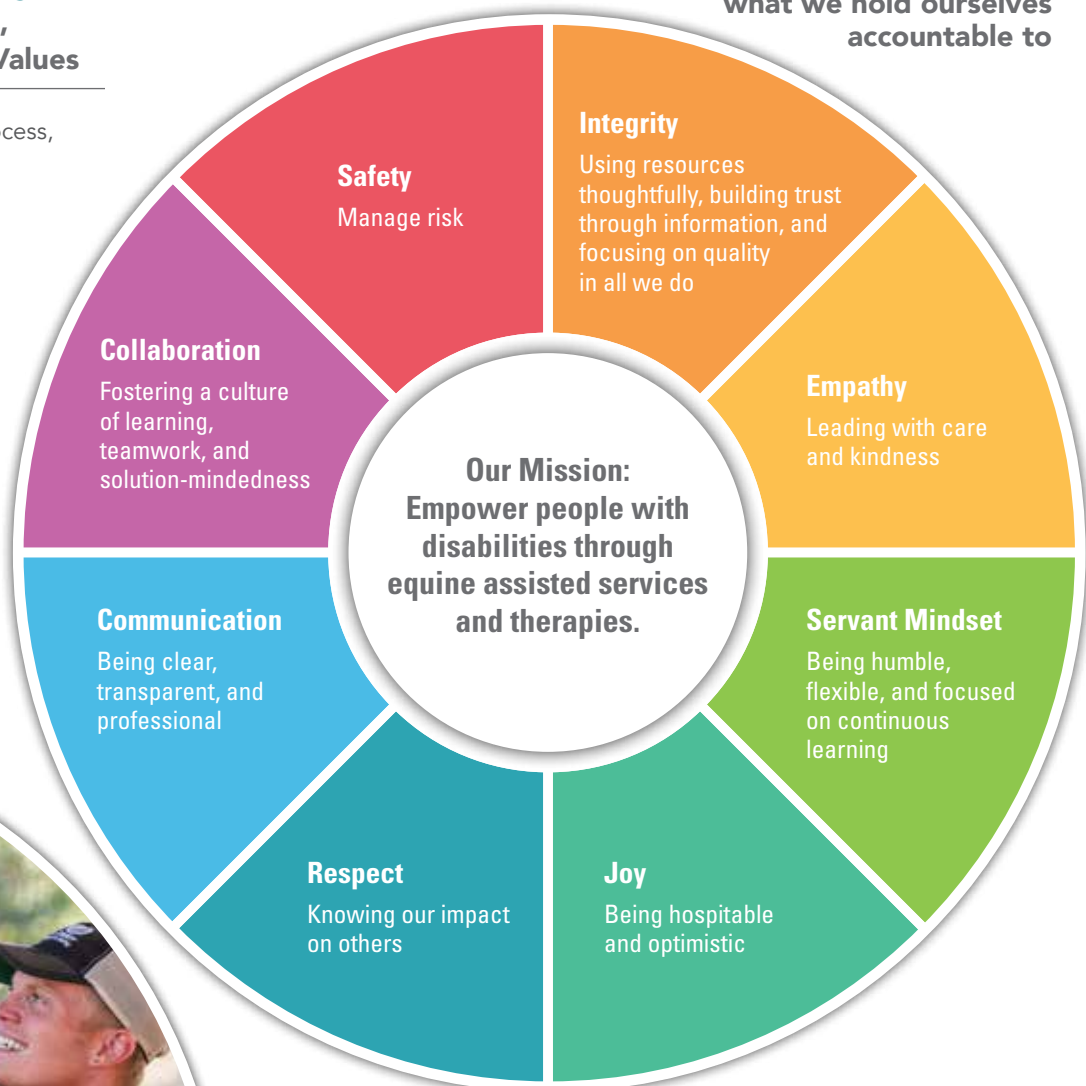 Values
what we hold ourselves
accountable to
Integrity
Using resources
thoughtfully, building trust
through information, and
focusing on quality
in all we do
Empathy
Leading with care
and kindness
Servant Mindset
Being humble,
flexible, and focused
on continuous
learning
Joy
Being hospitable
and optimistic
Respect
Knowing our impact
on others
Communication
Being clear,
transparent, and
professional
Collaboration
Fostering a culture
of learning,
teamwork, and
solution-mindedness
Safety
Manage risk
Our Mission:
Empower people with
disabilities through
equine assisted services
and therapies.